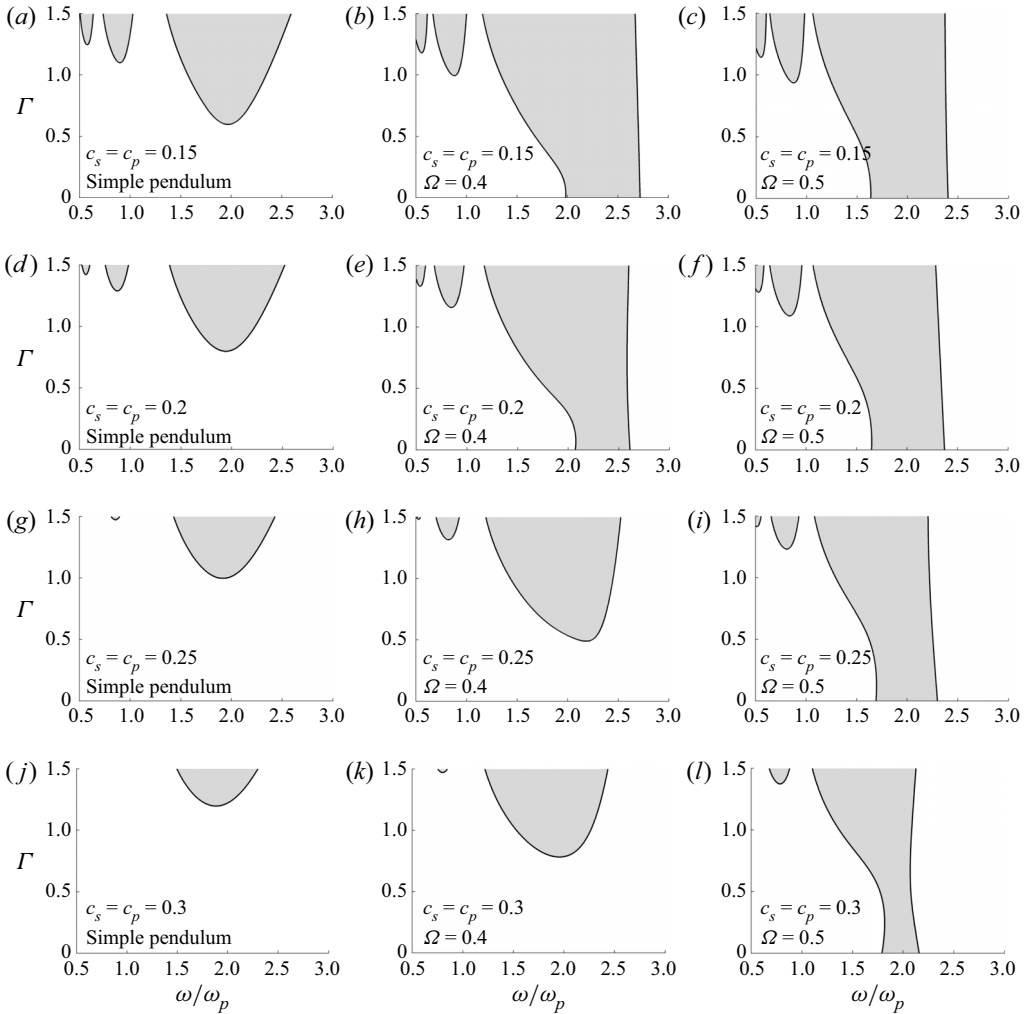 (a) (b) (c)
1.5 1.5 1.5
1.0 1.0 1.0
Γ
0.5 0.5 0.5
c_s = c_p = 0.15 c_s = c_p = 0.15 c_s = c_p = 0.15
Simple pendulum Ω = 0.4 Ω = 0.5
0 0 0
0.5 1.0 1.5 2.0 2.5 3.0 0.5 1.0 1.5 2.0 2.5 3.0 0.5 1.0 1.5 2.0 2.5 3.0
(d) (e) (f)
1.5 1.5 1.5
1.0 1.0 1.0
Γ
0.5 0.5 0.5
c_s = c_p = 0.2 c_s = c_p = 0.2 c_s = c_p = 0.2
Simple pendulum Ω = 0.4 Ω = 0.5
0 0 0
0.5 1.0 1.5 2.0 2.5 3.0 0.5 1.0 1.5 2.0 2.5 3.0 0.5 1.0 1.5 2.0 2.5 3.0
(g) (h) (i)
1.5 1.5 1.5
1.0 1.0 1.0
Γ
0.5 0.5 0.5
c_s = c_p = 0.25 c_s = c_p = 0.25 c_s = c_p = 0.25
Simple pendulum Ω = 0.4 Ω = 0.5
0 0 0
0.5 1.0 1.5 2.0 2.5 3.0 0.5 1.0 1.5 2.0 2.5 3.0 0.5 1.0 1.5 2.0 2.5 3.0
(j) (k) (l)
1.5 1.5 1.5
1.0 1.0 1.0
Γ
0.5 0.5 0.5
c_s = c_p = 0.3 c_s = c_p = 0.3 c_s = c_p = 0.3
Simple pendulum Ω = 0.4 Ω = 0.5
0 0 0
0.5 1.0 1.5 2.0 2.5 3.0 0.5 1.0 1.5 2.0 2.5 3.0 0.5 1.0 1.5 2.0 2.5 3.0
ω/ω_p ω/ω_p ω/ω_p